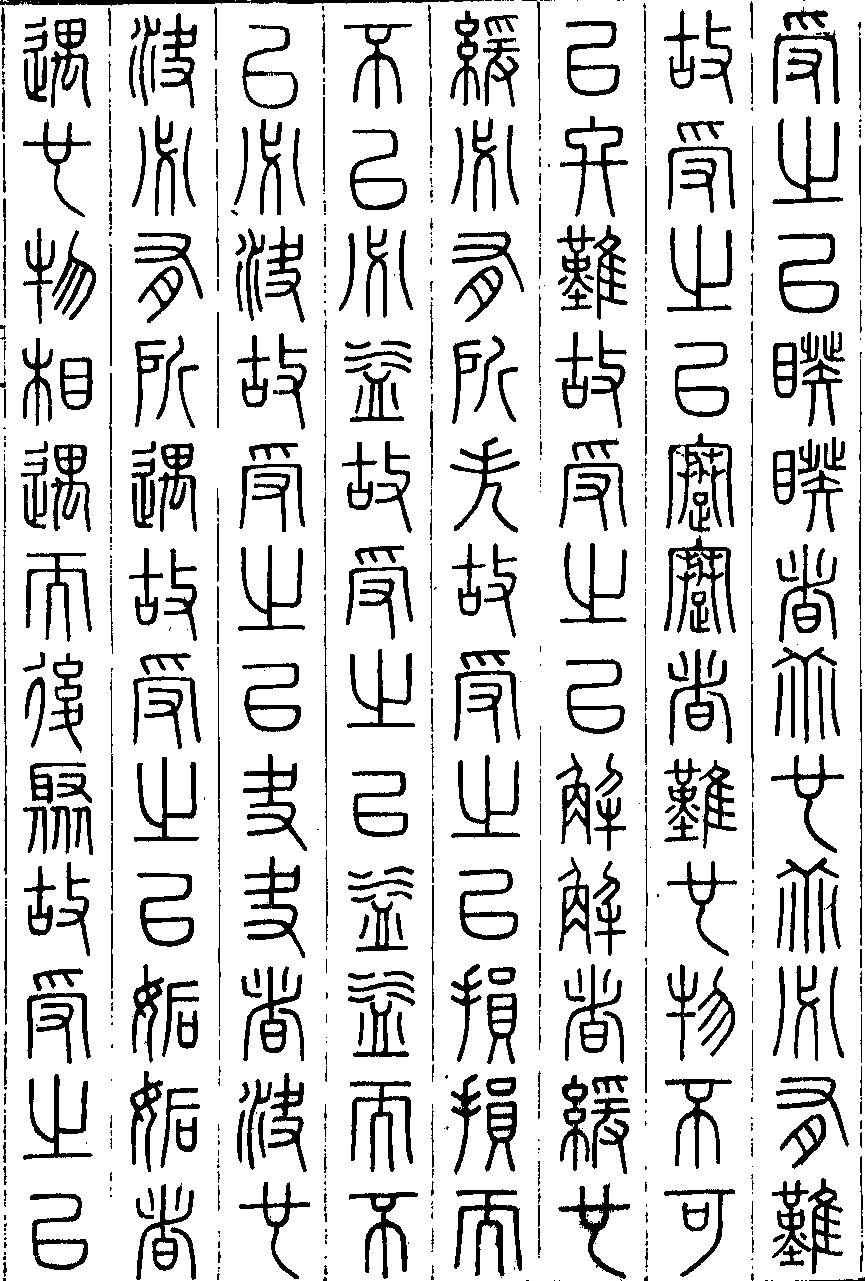 受之以睽睽者乖也乖必有難
故受之以蹇蹇者難也物不可
以終難故受之以解解者緩也
緩必有所失故受之以損損而
不已必益故受之以益益而不
已必決故受之以夬夬者決也
決必有所遇故受之以姤姤者
遇也物相遇而後聚故受之以